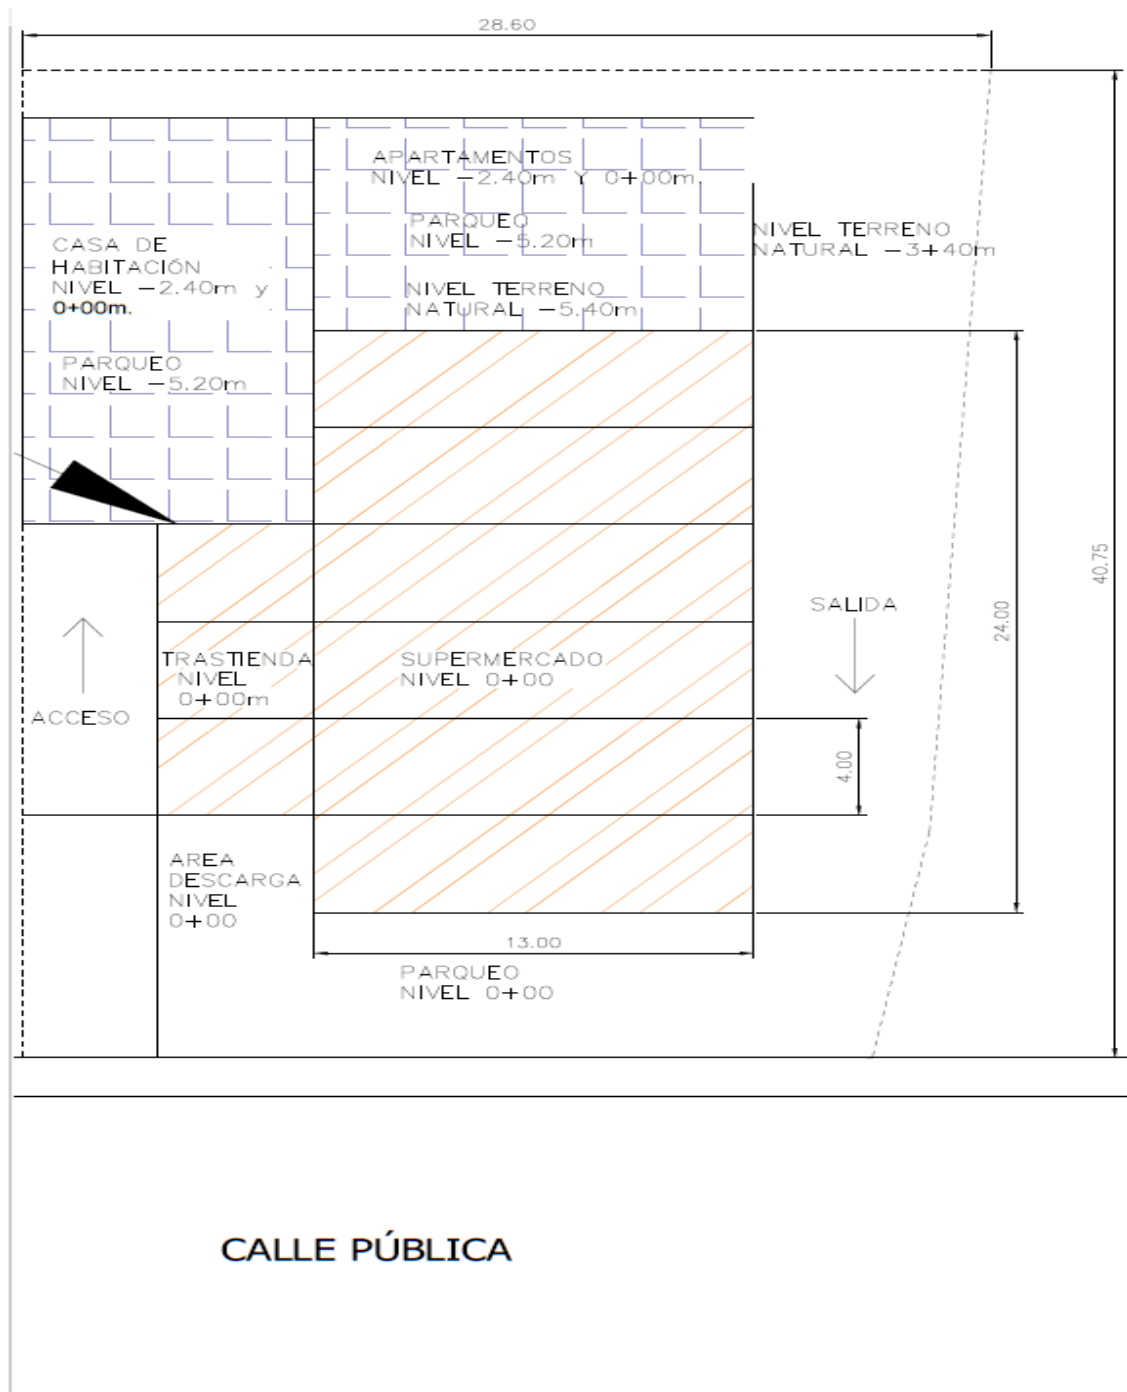 28.60
APARTAMENTOS
NIVEL −2.40m Y 0+00m.
PARQUEO
NIVEL −5.20m
NIVEL TERRENO
NATURAL −5.40m
NIVEL TERRENO
NATURAL −3+40m
CASA DE
HABITACIÓN
NIVEL −2.40m y
0+00m.
PARQUEO
NIVEL −5.20m
40.75
24.00
SALIDA
TRASTIENDA
NIVEL
0+00m
SUPERMERCADO
NIVEL 0+00
ACCESO
4.00
AREA
DESCARGA
NIVEL
0+00
13.00
PARQUEO
NIVEL 0+00
CALLE PÚBLICA